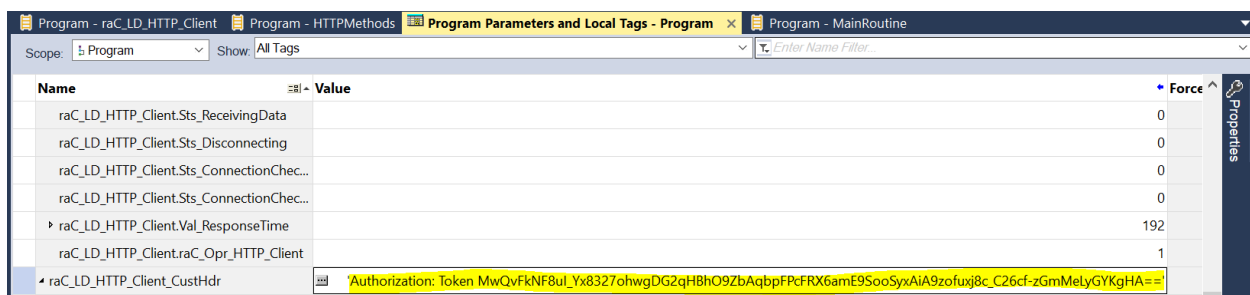 Program - raC_LD_HTTP_Client Program - HTTPMethods Program Parameters and Local Tags - Program × Program - MainRoutine
Scope: Program Show: All Tags Enter Name Filter...
Name Value Force
raC_LD_HTTP_Client.Sts_ReceivingData 0
raC_LD_HTTP_Client.Sts_Disconnecting 0
raC_LD_HTTP_Client.Sts_ConnectionChec... 0
raC_LD_HTTP_Client.Sts_ConnectionChec... 0
raC_LD_HTTP_Client.Val_ResponseTime 192
raC_LD_HTTP_Client.raC_Opr_HTTP_Client 1
raC_LD_HTTP_Client_CustHdr 'Authorization: Token MwQvFkNF8ul_Yx8327ohwgDG2qHBhO9ZbAqbpFPcFRX6amE9SooSyxAiA9zofuxj8c_C26cf-zGmMeLyGYKgHA=='
Properties